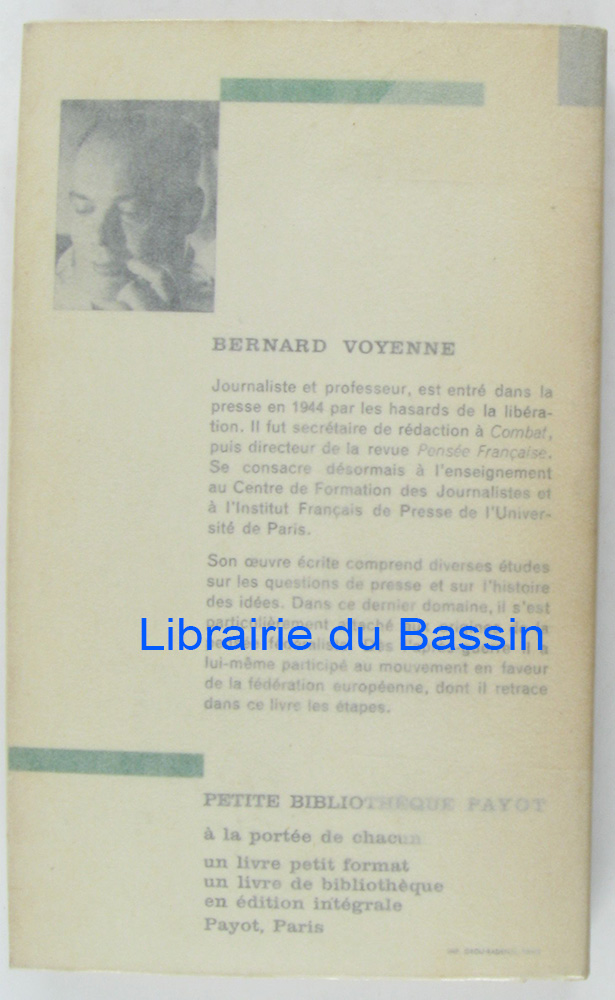 BERNARD VOYENNE
Journaliste et professeur, est entré dans la
presse en 1944 par les hasards de la libéra-
tion. Il fut secrétaire de rédaction à Combat,
puis directeur de la revue Pensée Française.
Se consacre désormais à l'enseignement
au Centre de Formation des Journalistes et
à l'Institut Français de Presse de l'Univer-
sité de Paris.
Son œuvre écrite comprend diverses études
sur les questions de presse et sur l'histoire
des idées. Dans ce dernier domaine, il s'est
particulièrement attaché aux la
Librairie du Bassin
guerre il a
lui-même participé au mouvement en faveur
de la fédération européenne, dont il retrace
dans ce livre les étapes.
PETITE BIBLIOTHÈQUE PAYOT
à la portée de chacun
un livre petit format
un livre de bibliothèque
en édition intégrale
Payot, Paris